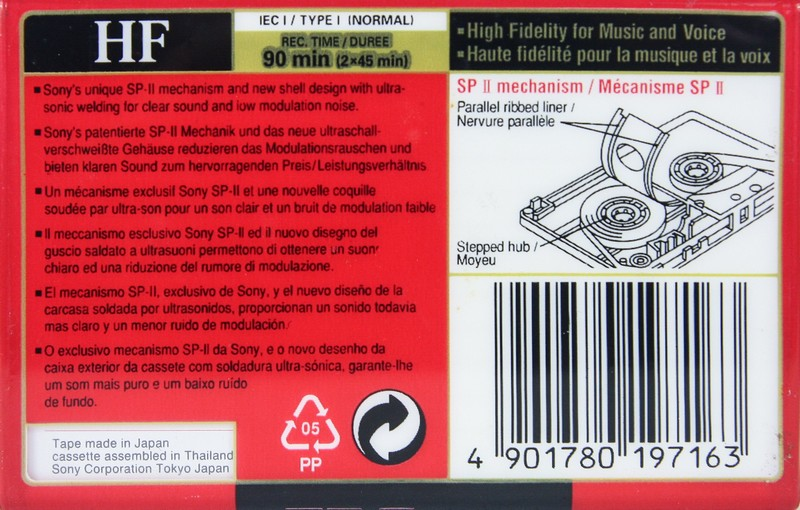 HF
IEC I / TYPE I (NORMAL)
REC. TIME / DUREE
90 min (2×45 min)
▪High Fidelity for Music and Voice
▪Haute fidélité pour la musique et la voix
▪Sony's unique SP-II mechanism and new shell design with ultra-
sonic welding for clear sound and low modulation noise.
▪Sony's patentierte SP-II Mechanik und das neue ultraschall-
verschweißte Gehäuse reduzieren das Modulationsrauschen und
bieten klaren Sound zum hervorragenden Preis/Leistungsverhältnis
▪Un mécanisme exclusif Sony SP-II et une nouvelle coquille
soudée par ultra-son pour un son clair et un bruit de modulation faible
▪Il meccanismo esclusivo Sony SP-II ed il nuovo disegno del
guscio saldato a ultrasuoni permettono di ottenere un suon
chiaro ed una riduzione del rumore di modulazione.
▪El mecanismo SP-II, exclusivo de Sony, y el nuevo diseño de la
carcasa soldada por ultrasonidos, proporcionan un sonido todavia
mas claro y un menor ruido de modulación
▪O exclusivo mecanismo SP-II da Sony, e o novo desenho da
caixa exterior da cassete com soldadura ultra-sónica, garante-lhe
um som mais puro e um baixo ruído
de fundo.
SP II mechanism / Mécanisme SP II
Parallel ribbed liner /
Nervure parallèle
Stepped hub /
Moyeu
05
PP
Tape made in Japan
cassette assembled in Thailand
Sony Corporation Tokyo Japan
4 901780 197163